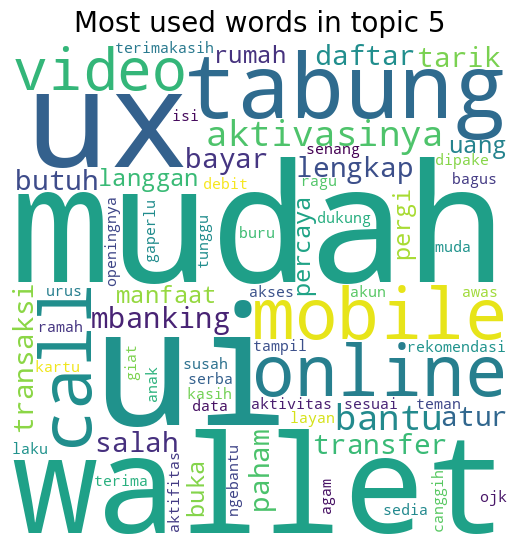 Most used words in topic 5
terimakasih
rumah
daftar
tarik
video
tabung
ux
isi
aktivasinya
uang
senang
bayar
lengkap
dipake
butuh
langgan
debit
ragu
bagus
mudah
openingnya
gaperlu
tunggu
buru
percaya
dukung
pergi
muda
urus
manfaat
akses
akun
awas
transaksi
call
ramah
mbanking
mobile
kartu
giat
anak
susah
serba
kasih
data
ui
tampil
online
rekomendasi
aktivitas
sesuai
teman
layan
bantu
atur
salah
transfer
laku
wallet
terima
aktifitas
buka
ngebantu
paham
agam
sedia
canggih
ojk